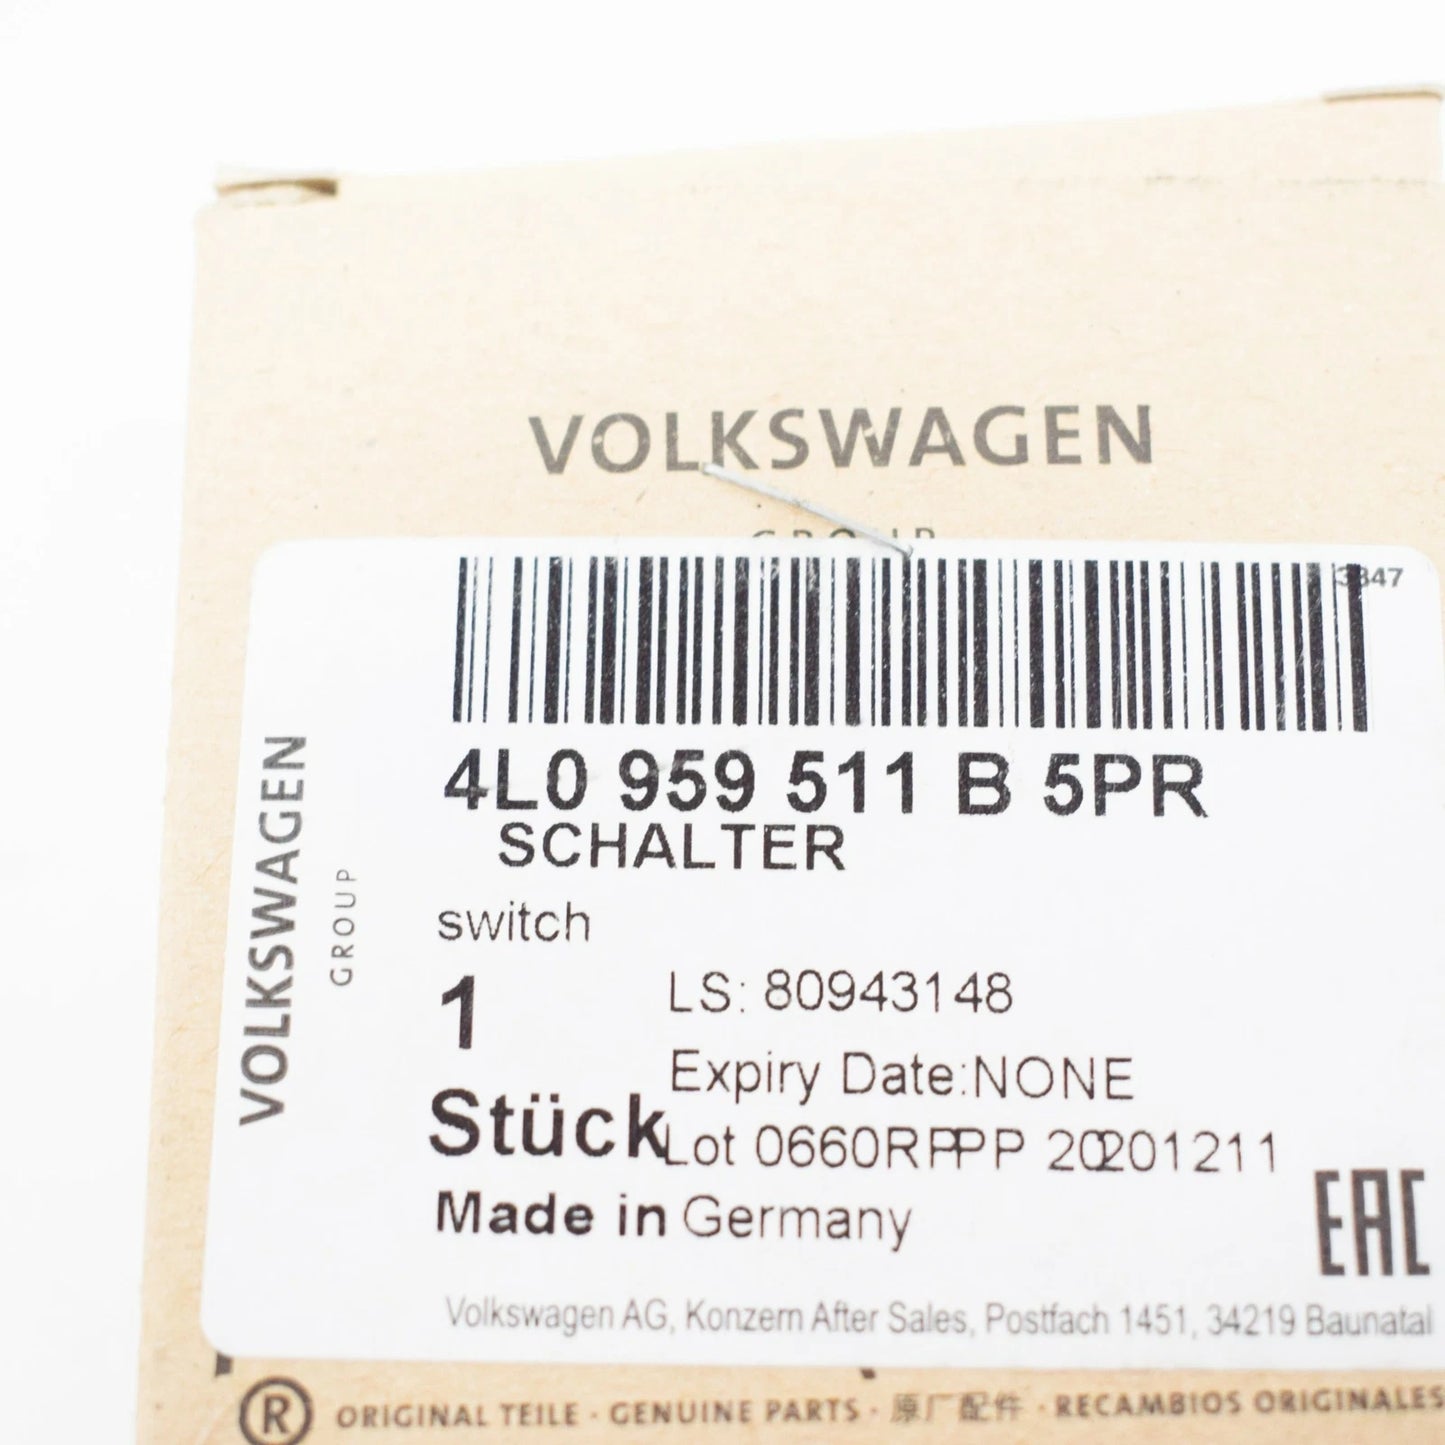 VOLKSWAGEN
GROUP
3347
4L0 959 511 B 5PR
SCHALTER
switch
1 LS: 80943148
Expiry Date:NONE
Stück Lot 0660RPPP 20201211
Made in Germany
EAC
Volkswagen AG, Konzern After Sales, Postfach 1451, 34219 Baunatal
VOLKSWAGEN
GROUP
® ORIGINAL TEILE · GENUINE PARTS · 原厂配件 · RECAMBIOS ORIGINALES